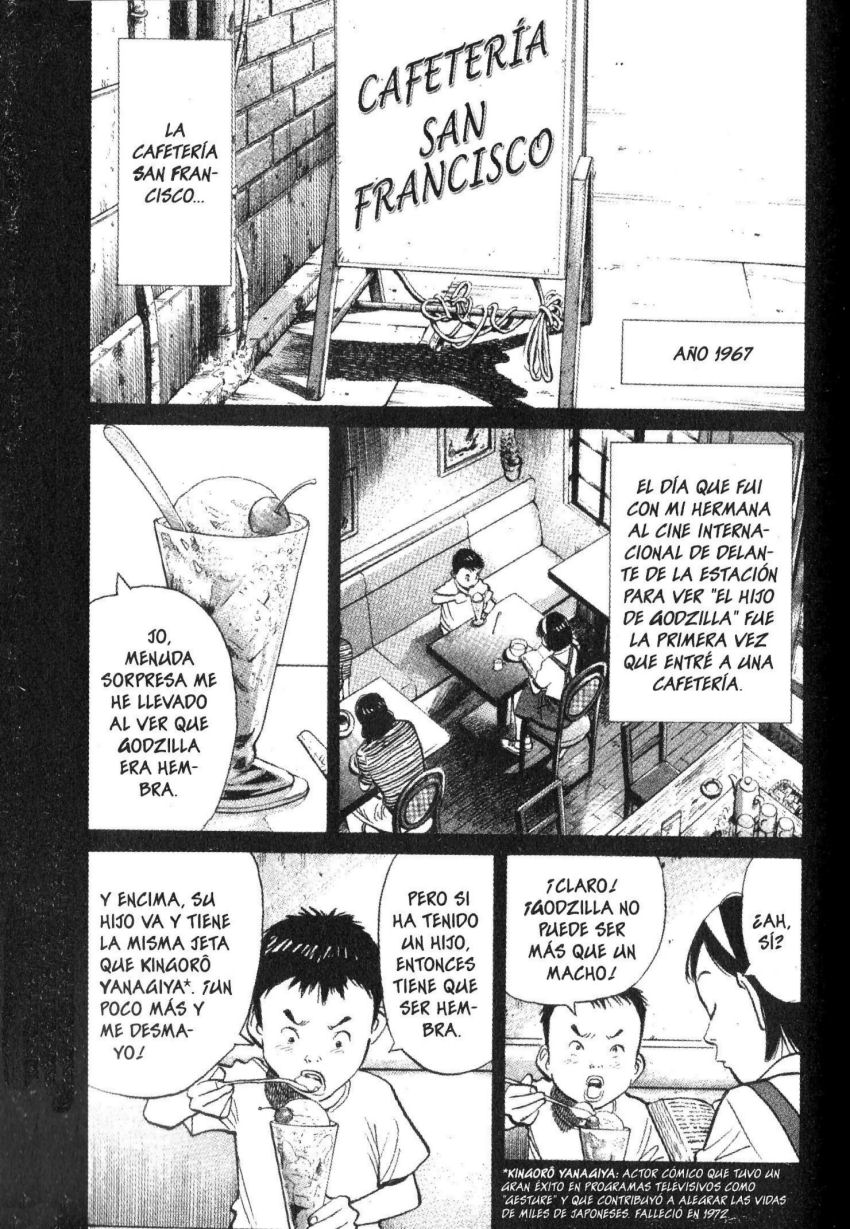 CAFETERÍA
SAN
FRANCISCO
LA
CAFETERÍA
SAN FRAN-
CISCO...
AÑO 1967
EL DÍA QUE FUI
CON MI HERMANA
AL CINE INTERNA-
CIONAL DE DELAN-
TE DE LA ESTACIÓN
PARA VER "EL HIJO
DE GODZILLA" FUE
LA PRIMERA VEZ
QUE ENTRÉ A UNA
CAFETERÍA.
JO,
MENUDA
SORPRESA ME
HE LLEVADO
AL VER QUE
GODZILLA
ERA HEM-
BRA.
¿AH,
SÍ?
¡CLARO!
¡GODZILLA NO
PUEDE SER
MÁS QUE UN
MACHO!
PERO SI
HA TENIDO
UN HIJO,
ENTONCES
TIENE QUE
SER HEM-
BRA.
Y ENCIMA, SU
HIJO VA Y TIENE
LA MISMA JETA
QUE KINGORÔ
YANAGIYA*. ¡UN
POCO MÁS Y
ME DESMA-
YO!
*KINGORÔ YANAGIYA: ACTOR CÓMICO QUE TUVO UN
GRAN ÉXITO EN PROGRAMAS TELEVISIVOS COMO
"GESTURE" Y QUE CONTRIBUYÓ A ALEGRAR LAS VIDAS
DE MILES DE JAPONESES. FALLECIÓ EN 1972.